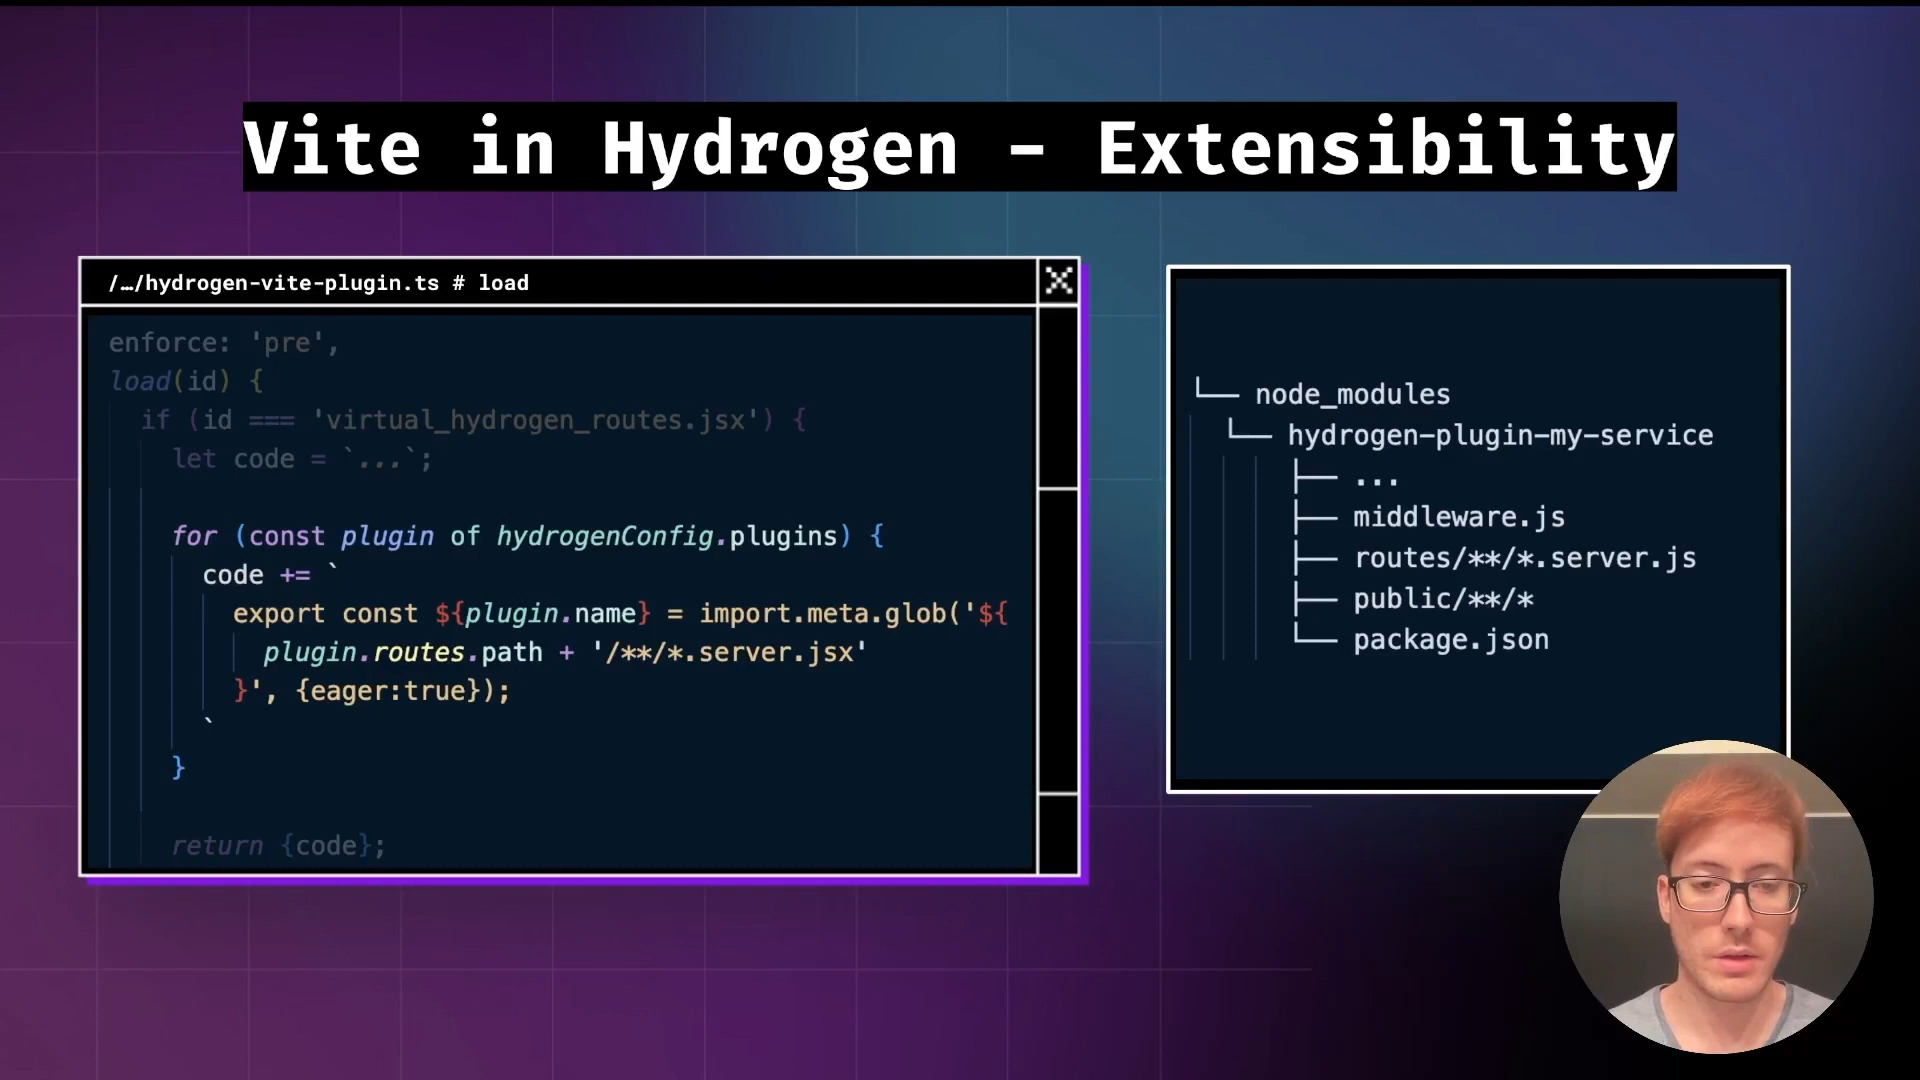 Vite in Hydrogen – Extensibility
/…/hydrogen-vite-plugin.ts # load
enforce: 'pre',
load(id) {
if (id === 'virtual_hydrogen_routes.jsx') {
let code = `...`;
for (const plugin of hydrogenConfig.plugins) {
code += `
export const ${plugin.name} = import.meta.glob('${
plugin.routes.path + '/**/*.server.jsx'
}', {eager:true});
`
}
return {code};
└── node_modules
└── hydrogen-plugin-my-service
├── ...
├── middleware.js
├── routes/**/*.server.js
├── public/**/*
└── package.json